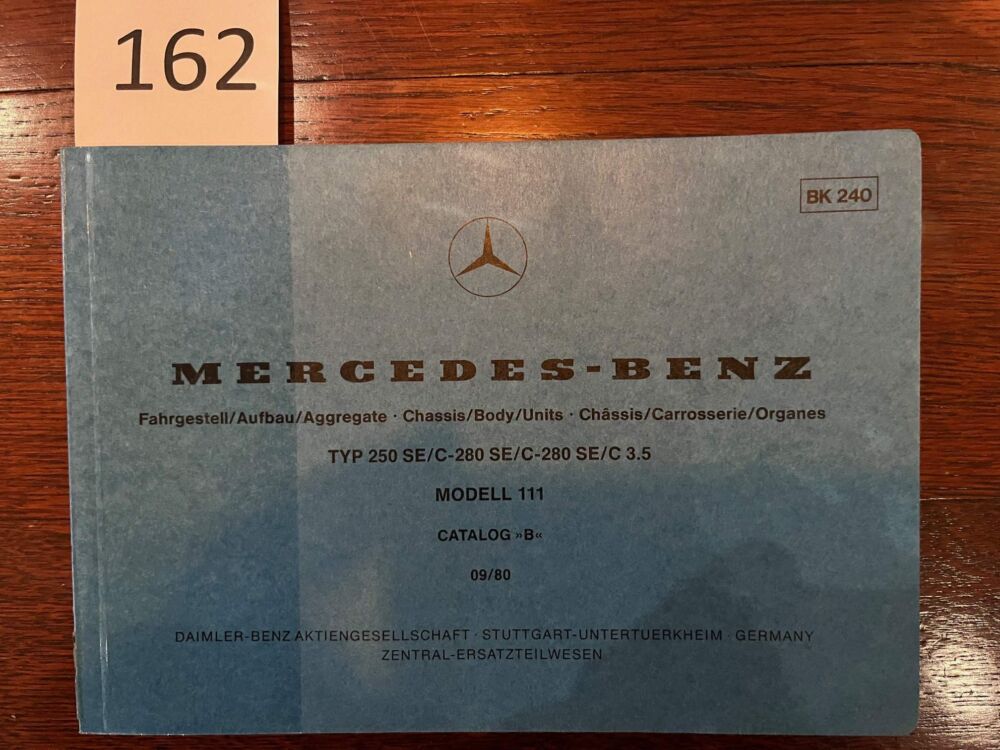 162
BK 240
MERCEDES-BENZ
Fahrgestell/Aufbau/Aggregate · Chassis/Body/Units · Châssis/Carrosserie/Organes
TYP 250 SE/C-280 SE/C-280 SE/C 3.5
MODELL 111
CATALOG »B«
09/80
DAIMLER-BENZ AKTIENGESELLSCHAFT · STUTTGART-UNTERTUERKHEIM · GERMANY
ZENTRAL-ERSATZTEILWESEN